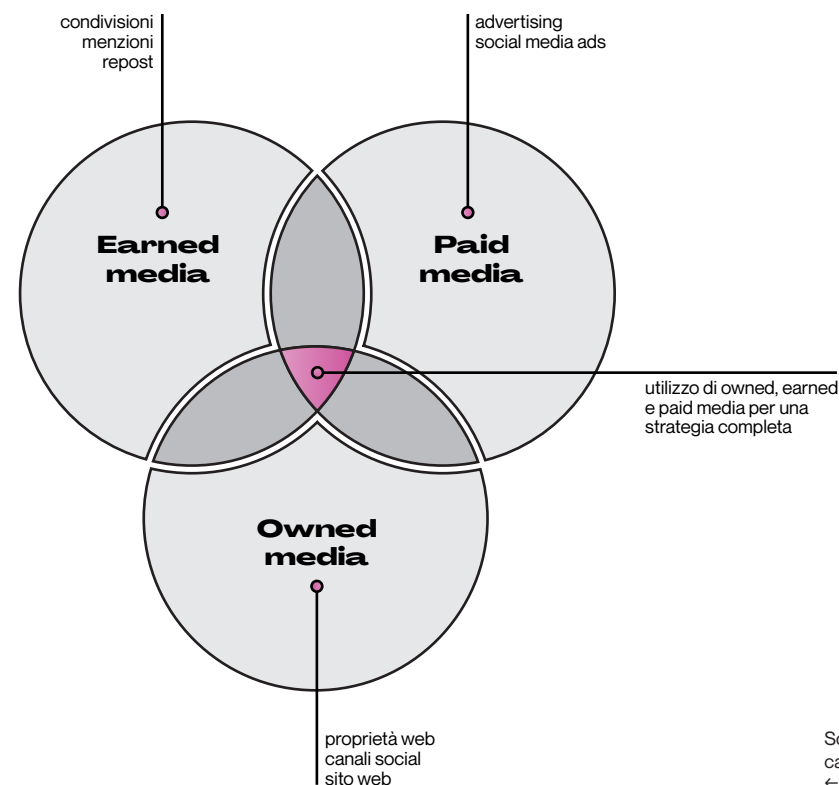 condivisioni
menzioni
repost
advertising
social media ads
Earned
media
Paid
media
utilizzo di owned, earned
e paid media per una
strategia completa
Owned
media
proprietà web
canali social
sito web